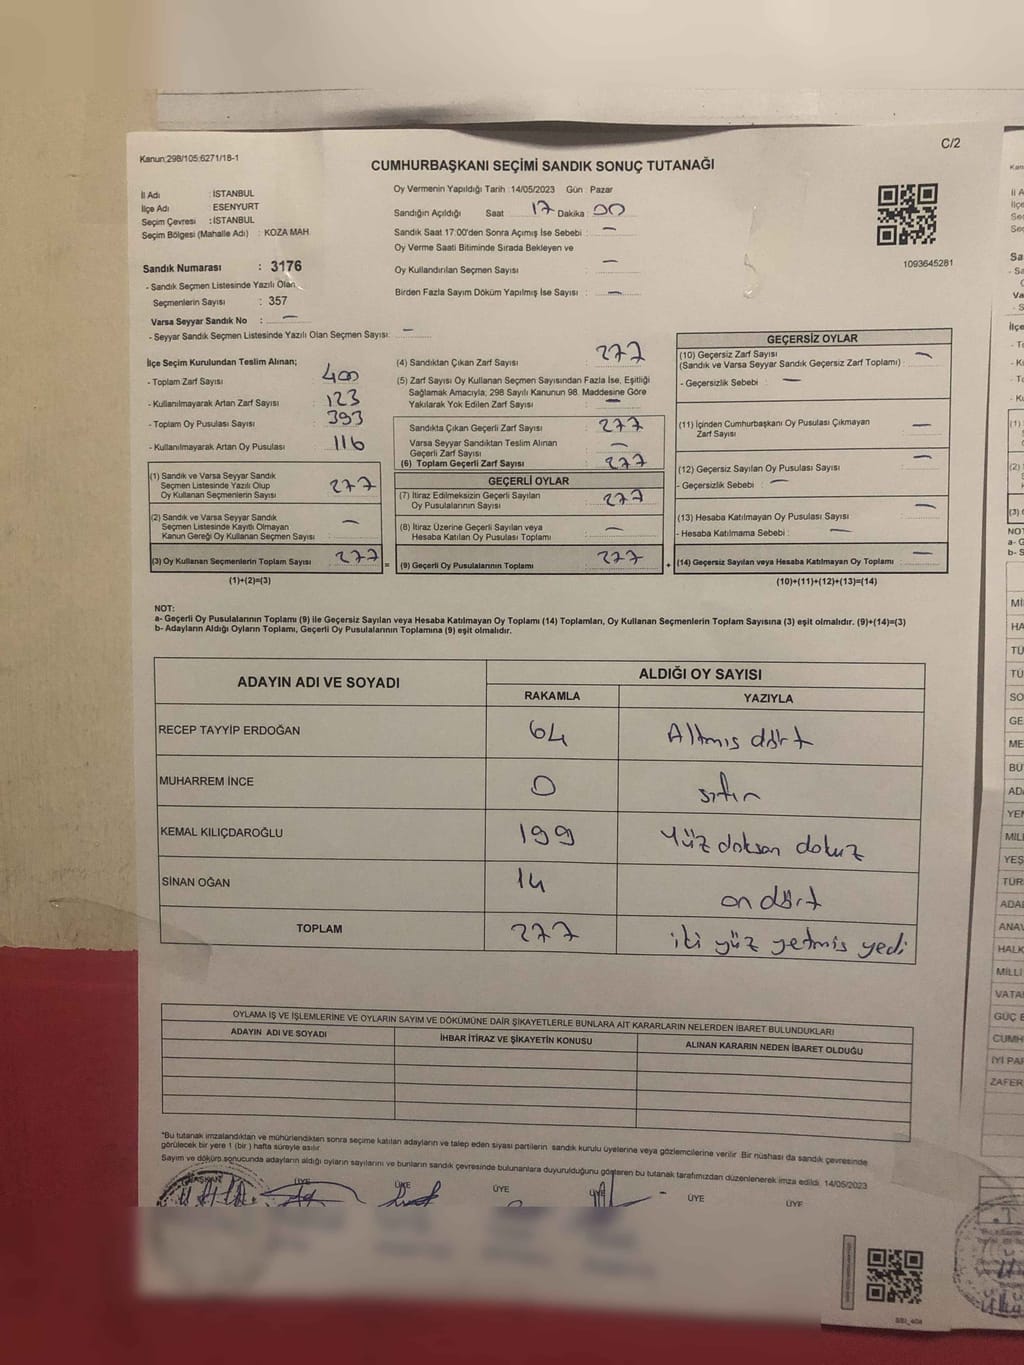 C/2
Kanun;298/105;6271/18-1
CUMHURBAŞKANI SEÇİMİ SANDIK SONUÇ TUTANAĞI
İl Adı : İSTANBUL
İlçe Adı : ESENYURT
Seçim Çevresi : İSTANBUL
Seçim Bölgesi (Mahalle Adı) : KOZA MAH.
Oy Vermenin Yapıldığı Tarih :14/05/2023 Gün : Pazar
Sandığın Açıldığı Saat 17 Dakika 00
Sandık Saat 17:00'den Sonra Açımış İse Sebebi : —
Oy Verme Saati Bitiminde Sırada Bekleyen ve
Oy Kullandırılan Seçmen Sayısı : —
Birden Fazla Sayım Döküm Yapılmış İse Sayısı : —
1093645281
Sandık Numarası : 3176
- Sandık Seçmen Listesinde Yazılı Olan
Seçmenlerin Sayısı : 357
Varsa Seyyar Sandık No : —
- Seyyar Sandık Seçmen Listesinde Yazılı Olan Seçmen Sayısı: —
İlçe Seçim Kurulundan Teslim Alınan;
- Toplam Zarf Sayısı : 400
- Kullanılmayarak Artan Zarf Sayısı : 123
- Toplam Oy Pusulası Sayısı : 393
- Kullanılmayarak Artan Oy Pusulası : 116
(1) Sandık ve Varsa Seyyar Sandık
Seçmen Listesinde Yazılı Olup
Oy Kullanan Seçmenlerin Sayısı : 277
(2) Sandık ve Varsa Seyyar Sandık
Seçmen Listesinde Kayıtlı Olmayan
Kanun Gereği Oy Kullanan Seçmen Sayısı : —
(3) Oy Kullanan Seçmenlerin Toplam Sayısı : 277
(1)+(2)=(3)
(4) Sandıktan Çıkan Zarf Sayısı : 277
(5) Zarf Sayısı Oy Kullanan Seçmen Sayısından Fazla İse, Eşitliği
Sağlamak Amacıyla; 298 Sayılı Kanunun 98. Maddesine Göre
Yakılarak Yok Edilen Zarf Sayısı : —
Sandıkta Çıkan Geçerli Zarf Sayısı : 277
Varsa Seyyar Sandıktan Teslim Alınan
Geçerli Zarf Sayısı : —
(6) Toplam Geçerli Zarf Sayısı : 277
GEÇERLİ OYLAR
(7) İtiraz Edilmeksizin Geçerli Sayılan
Oy Pusulalarının Sayısı : 277
(8) İtiraz Üzerine Geçerli Sayılan veya
Hesaba Katılan Oy Pusulası Toplamı : —
= (9) Geçerli Oy Pusulalarının Toplamı : 277
GEÇERSİZ OYLAR
(10) Geçersiz Zarf Sayısı
(Sandık ve Varsa Seyyar Sandık Geçersiz Zarf Toplamı) : —
- Geçersizlik Sebebi : —
(11) İçinden Cumhurbaşkanı Oy Pusulası Çıkmayan
Zarf Sayısı : —
(12) Geçersiz Sayılan Oy Pusulası Sayısı : —
- Geçersizlik Sebebi : —
(13) Hesaba Katılmayan Oy Pusulası Sayısı : —
- Hesaba Katılmama Sebebi : —
+ (14) Geçersiz Sayılan veya Hesaba Katılmayan Oy Toplamı : —
(10)+(11)+(12)+(13)=(14)
NOT:
a- Geçerli Oy Pusulalarının Toplamı (9) ile Geçersiz Sayılan veya Hesaba Katılmayan Oy Toplamı (14) Toplamları, Oy Kullanan Seçmenlerin Toplam Sayısına (3) eşit olmalıdır. (9)+(14)=(3)
b- Adayların Aldığı Oyların Toplamı, Geçerli Oy Pusulalarının Toplamına (9) eşit olmalıdır.
ADAYIN ADI VE SOYADI
ALDIĞI OY SAYISI
RAKAMLA YAZIYLA
RECEP TAYYİP ERDOĞAN 64 Altmış dört
MUHARREM İNCE 0 sıfır
KEMAL KILIÇDAROĞLU 199 Yüz doksan dokuz
SİNAN OĞAN 14 on dört
TOPLAM 277 iki yüz yetmiş yedi
OYLAMA İŞ VE İŞLEMLERİNE VE OYLARIN SAYIM VE DÖKÜMÜNE DAİR ŞİKAYETLERLE BUNLARA AİT KARARLARIN NELERDEN İBARET BULUNDUKLARI
ADAYIN ADI VE SOYADI
İHBAR İTİRAZ VE ŞİKAYETİN KONUSU
ALINAN KARARIN NEDEN İBARET OLDUĞU
*Bu tutanak imzalandıktan ve mühürlendikten sonra seçime katılan adayların ve talep eden siyasi partilerin sandık kurulu üyelerine veya gözlemcilerine verilir. Bir nüshası da sandık çevresinde
görülecek bir yere 1 (bir ) hafta süreyle asılır.
Sayım ve döküm sonucunda adayların aldığı oyların sayılarını ve bunların sandık çevresinde bulunanlara duyurulduğunu gösteren bu tutanak tarafımızdan düzenlenerek imza edildi. 14/05/2023
BAŞKAN ÜYE ÜYE ÜYE ÜYE ÜYE ÜYE